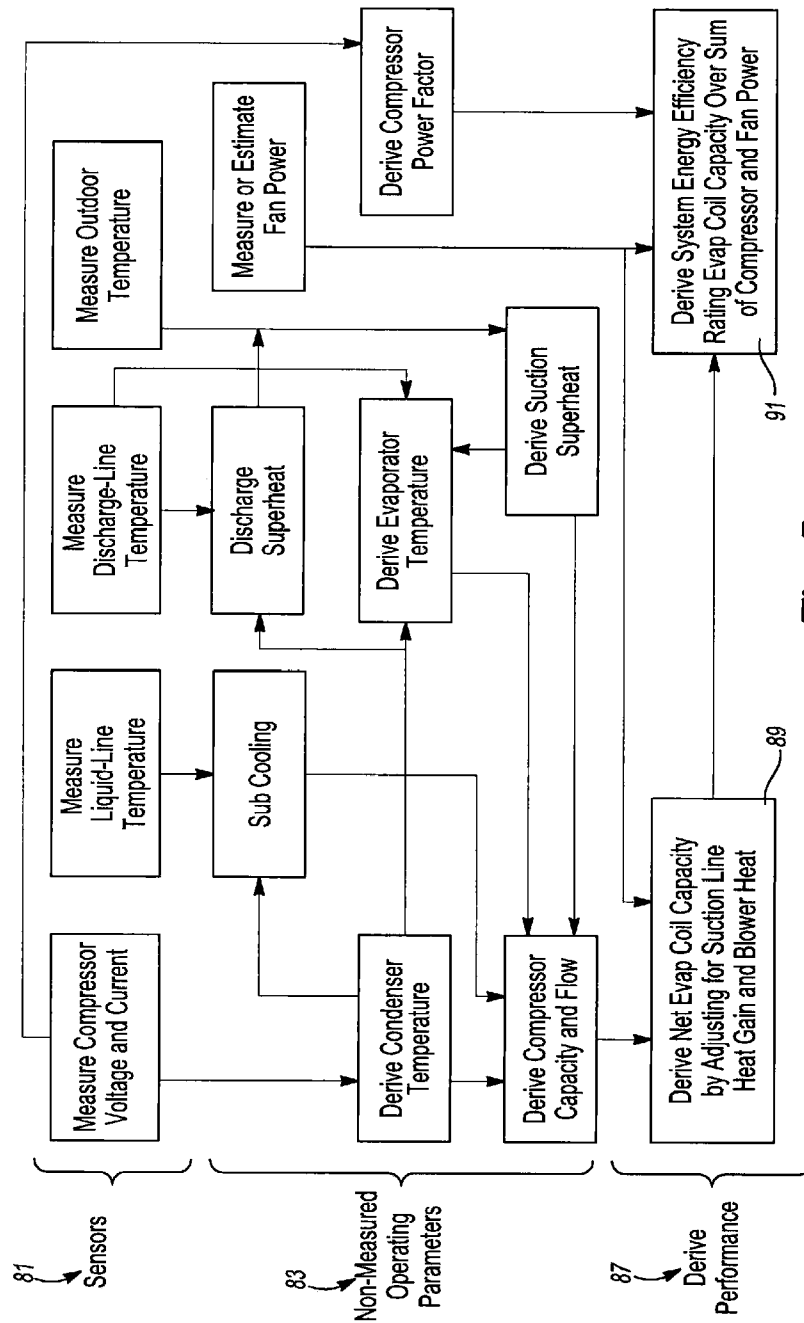 81
Sensors
Measure Compressor
Voltage and Current
Measure
Liquid-Line
Temperature
Measure
Discharge-Line
Temperature
Measure Outdoor
Temperature
83
Non-Measured
Operating
Parameters
Sub Cooling
Discharge
Superheat
Measure or Estimate
Fan Power
Derive Condenser
Temperature
Derive Evaporator
Temperature
Derive Compressor
Power Factor
Derive Compressor
Capacity and Flow
Derive Suction
Superheat
87
Derive
Performance
Derive Net Evap Coil Capacity
by Adjusting for Suction Line
Heat Gain and Blower Heat
89
Derive System Energy Efficiency
Rating Evap Coil Capacity Over Sum
of Compressor and Fan Power
91